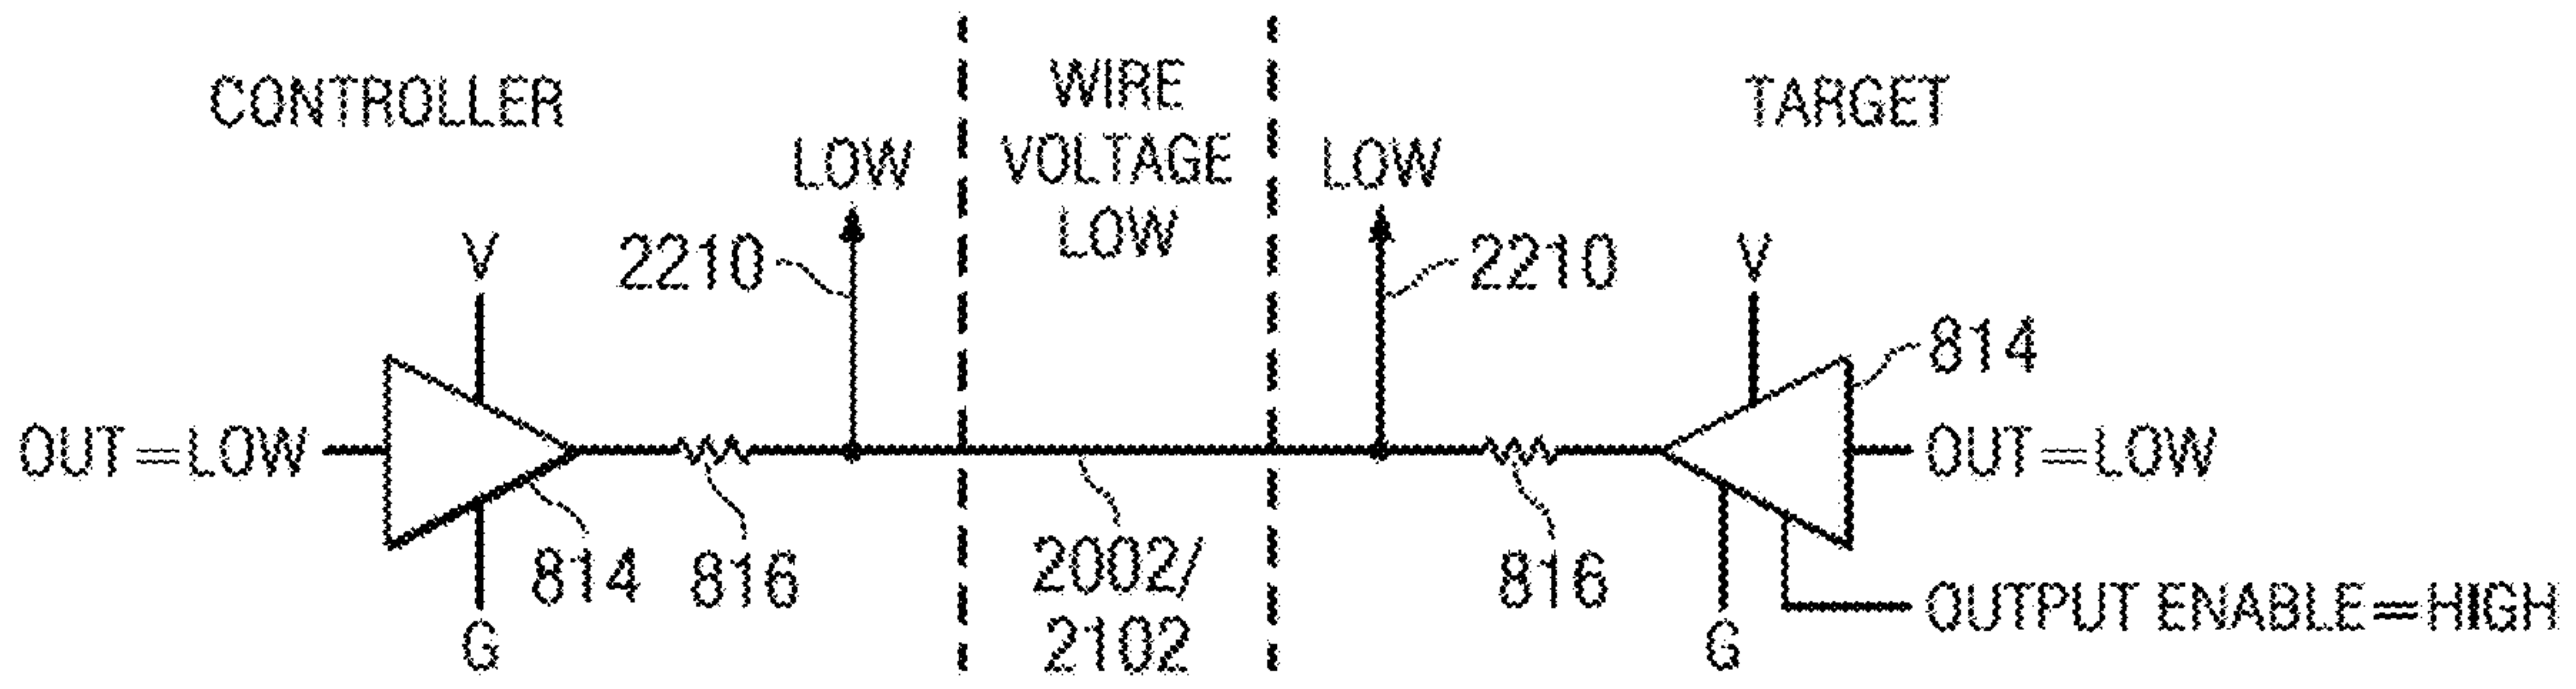 CONTROLLER
WIRE
VOLTAGE
LOW
TARGET
LOW
LOW
V
2210
2210
V
814
OUT=LOW
OUT=LOW
814
816
2002/
2102
816
OUTPUT ENABLE=HIGH
G
G